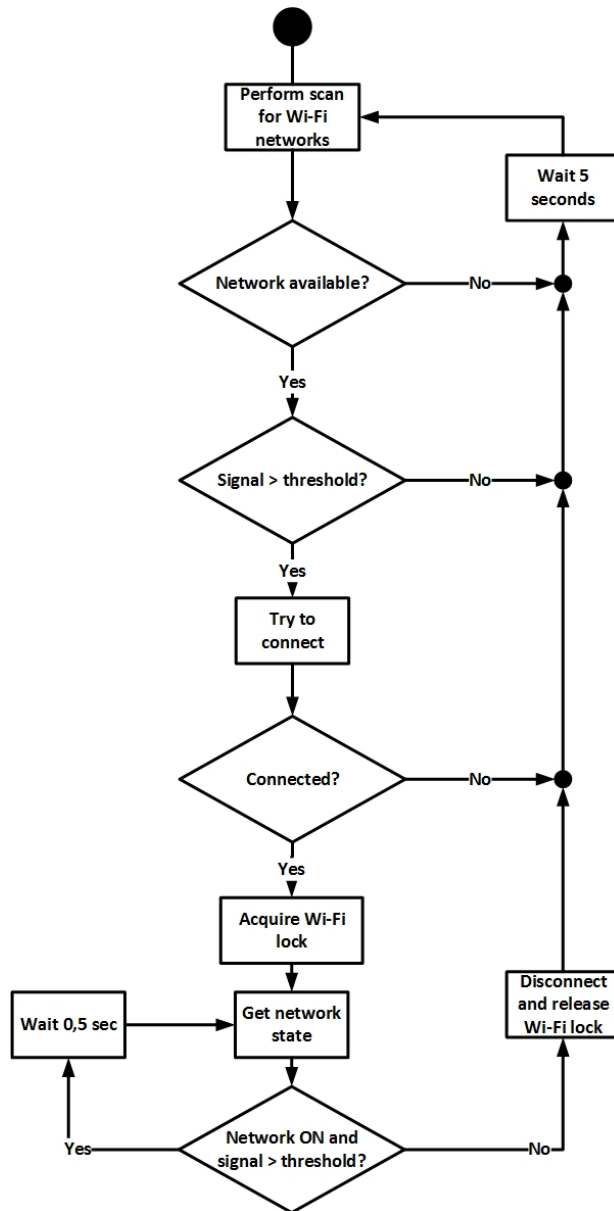 Perform scan
for Wi-Fi
networks
Wait 5
seconds
Network available?
No
Yes
Signal > threshold?
No
Yes
Try to
connect
Connected?
No
Yes
Acquire Wi-Fi
lock
Wait 0,5 sec
Get network
state
Disconnect
and release
Wi-Fi lock
Yes
Network ON and
signal > threshold?
No